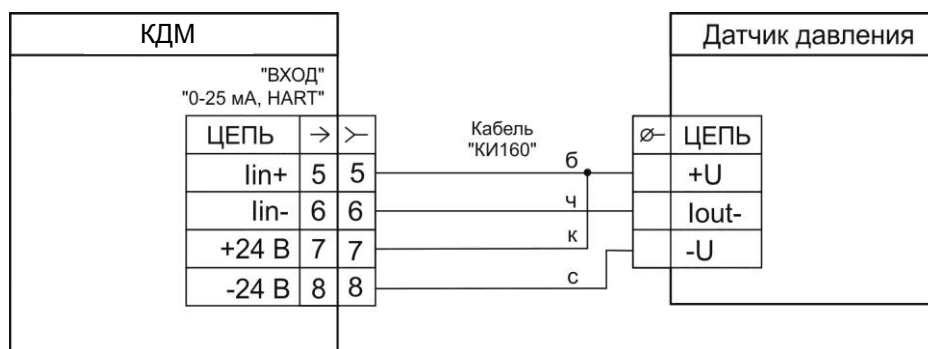 КДМ
Датчик давления
"ВХОД"
"0-25 мА, HART"
ЦЕПЬ
Кабель
"КИ160"
ЦЕПЬ
Iin+ 5 5
б
+U
Iin- 6 6
ч
Iout-
+24 В 7 7
к
-U
-24 В 8 8
с